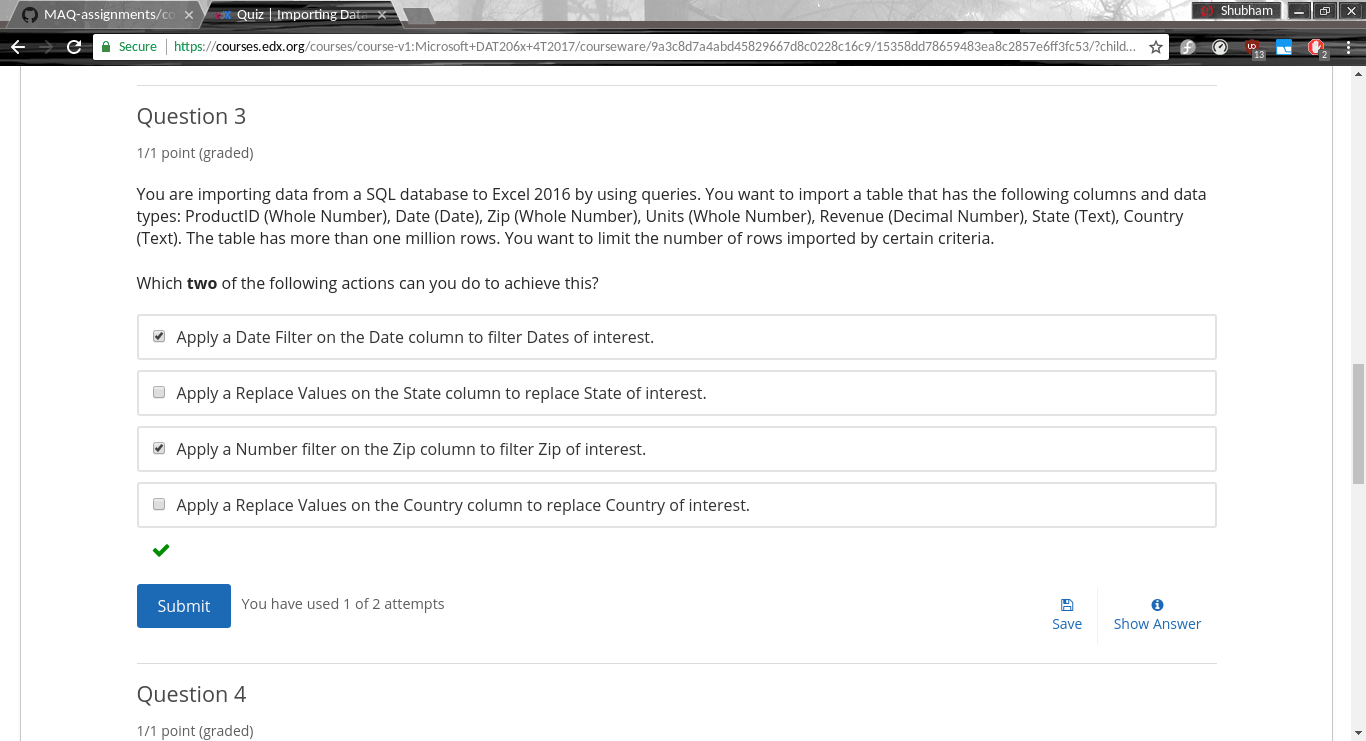 MAQ-assignments/co
Quiz | Importing Data
Shubham
Secure
https://courses.edx.org/courses/course-v1:Microsoft+DAT206x+4T2017/courseware/9a3c8d7a4abd45829667d8c0228c16c9/15358dd78659483ea8c2857e6ff3fc53/?child...
13
2
Question 3
1/1 point (graded)
You are importing data from a SQL database to Excel 2016 by using queries. You want to import a table that has the following columns and data
types: ProductID (Whole Number), Date (Date), Zip (Whole Number), Units (Whole Number), Revenue (Decimal Number), State (Text), Country
(Text). The table has more than one million rows. You want to limit the number of rows imported by certain criteria.
Which two of the following actions can you do to achieve this?
Apply a Date Filter on the Date column to filter Dates of interest.
Apply a Replace Values on the State column to replace State of interest.
Apply a Number filter on the Zip column to filter Zip of interest.
Apply a Replace Values on the Country column to replace Country of interest.
Submit
You have used 1 of 2 attempts
Save
Show Answer
Question 4
1/1 point (graded)